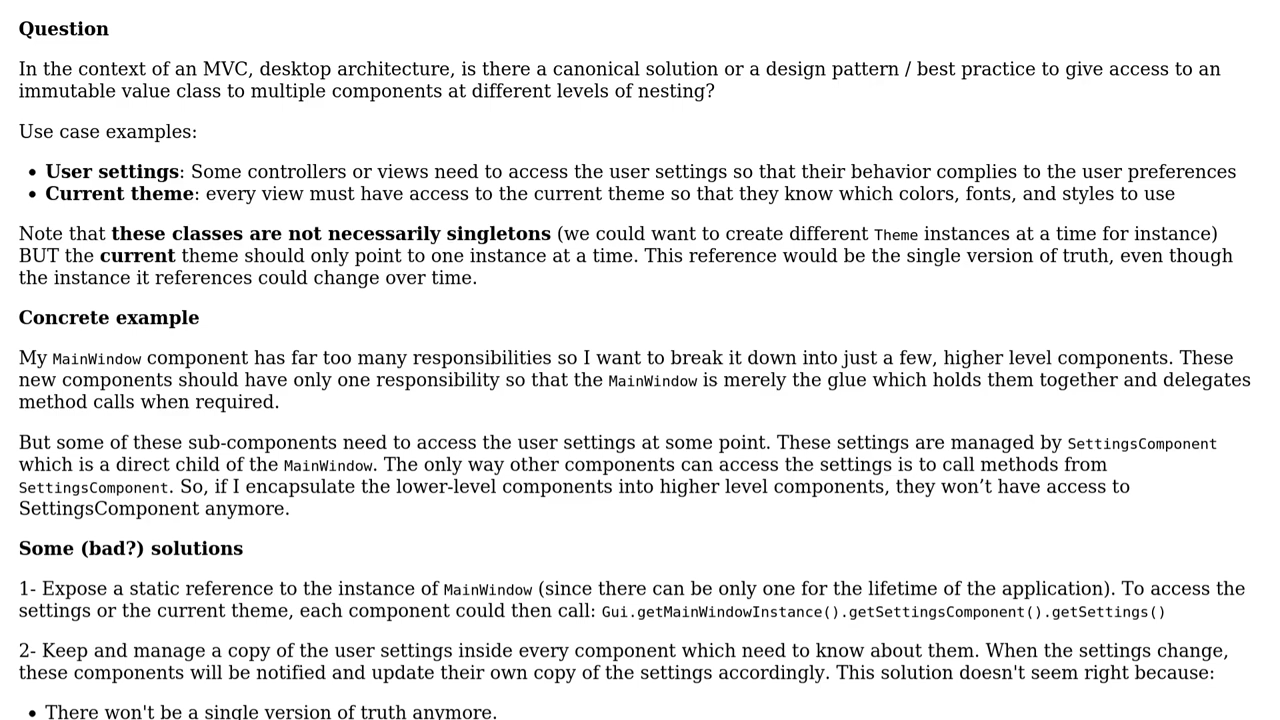 Question
In the context of an MVC, desktop architecture, is there a canonical solution or a design pattern / best practice to give access to an
immutable value class to multiple components at different levels of nesting?
Use case examples:
• User settings: Some controllers or views need to access the user settings so that their behavior complies to the user preferences
• Current theme: every view must have access to the current theme so that they know which colors, fonts, and styles to use
Note that these classes are not necessarily singletons (we could want to create different Theme instances at a time for instance)
BUT the current theme should only point to one instance at a time. This reference would be the single version of truth, even though
the instance it references could change over time.
Concrete example
My MainWindow component has far too many responsibilities so I want to break it down into just a few, higher level components. These
new components should have only one responsibility so that the MainWindow is merely the glue which holds them together and delegates
method calls when required.
But some of these sub-components need to access the user settings at some point. These settings are managed by SettingsComponent
which is a direct child of the MainWindow. The only way other components can access the settings is to call methods from
SettingsComponent. So, if I encapsulate the lower-level components into higher level components, they won’t have access to
SettingsComponent anymore.
Some (bad?) solutions
1- Expose a static reference to the instance of MainWindow (since there can be only one for the lifetime of the application). To access the
settings or the current theme, each component could then call: Gui.getMainWindowInstance().getSettingsComponent().getSettings()
2- Keep and manage a copy of the user settings inside every component which need to know about them. When the settings change,
these components will be notified and update their own copy of the settings accordingly. This solution doesn't seem right because:
• There won't be a single version of truth anymore.